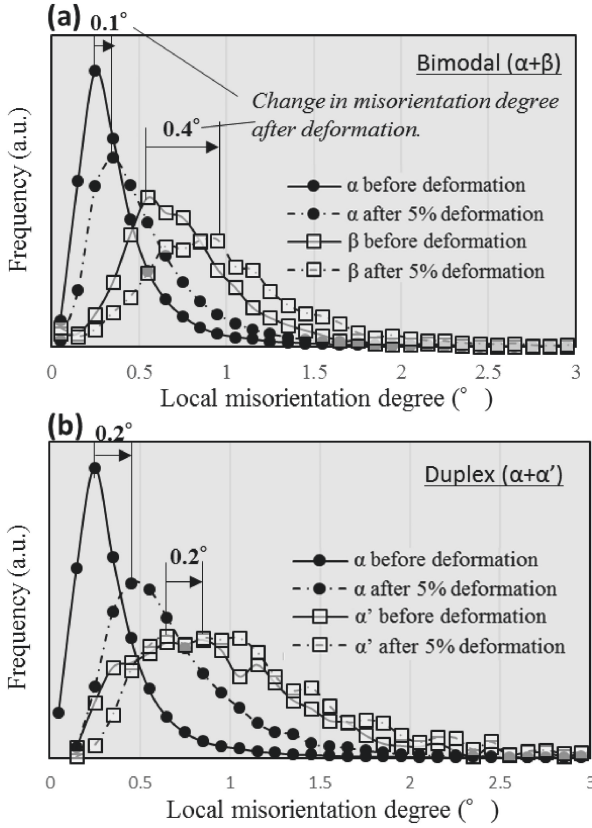 (a)
0.1°
Bimodal (α+β)
Change in misorientation degree
after deformation.
0.4°
α before deformation
α after 5% deformation
β before deformation
β after 5% deformation
Frequency (a.u.)
0 0.5 1 1.5 2 2.5 3
Local misorientation degree (° )
(b)
0.2°
Duplex (α+α’)
0.2°
α before deformation
α after 5% deformation
α’ before deformation
α’ after 5% deformation
Frequency (a.u.)
0 0.5 1 1.5 2 2.5 3
Local misorientation degree (° )